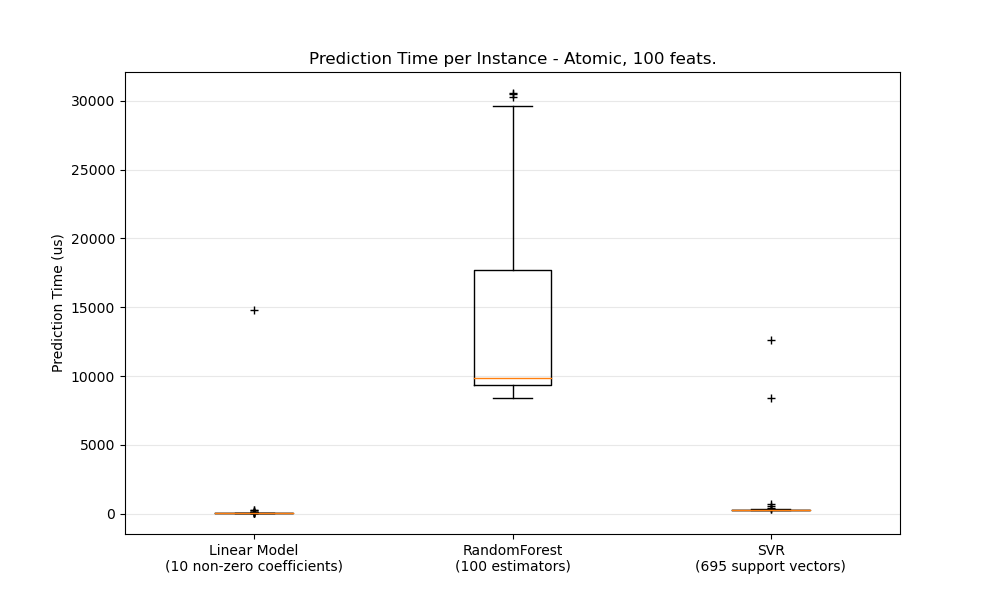 Prediction Time per Instance - Atomic, 100 feats.
Prediction Time (us)
30000
25000
20000
15000
10000
5000
0
Linear Model
(10 non-zero coefficients)
RandomForest
(100 estimators)
SVR
(695 support vectors)